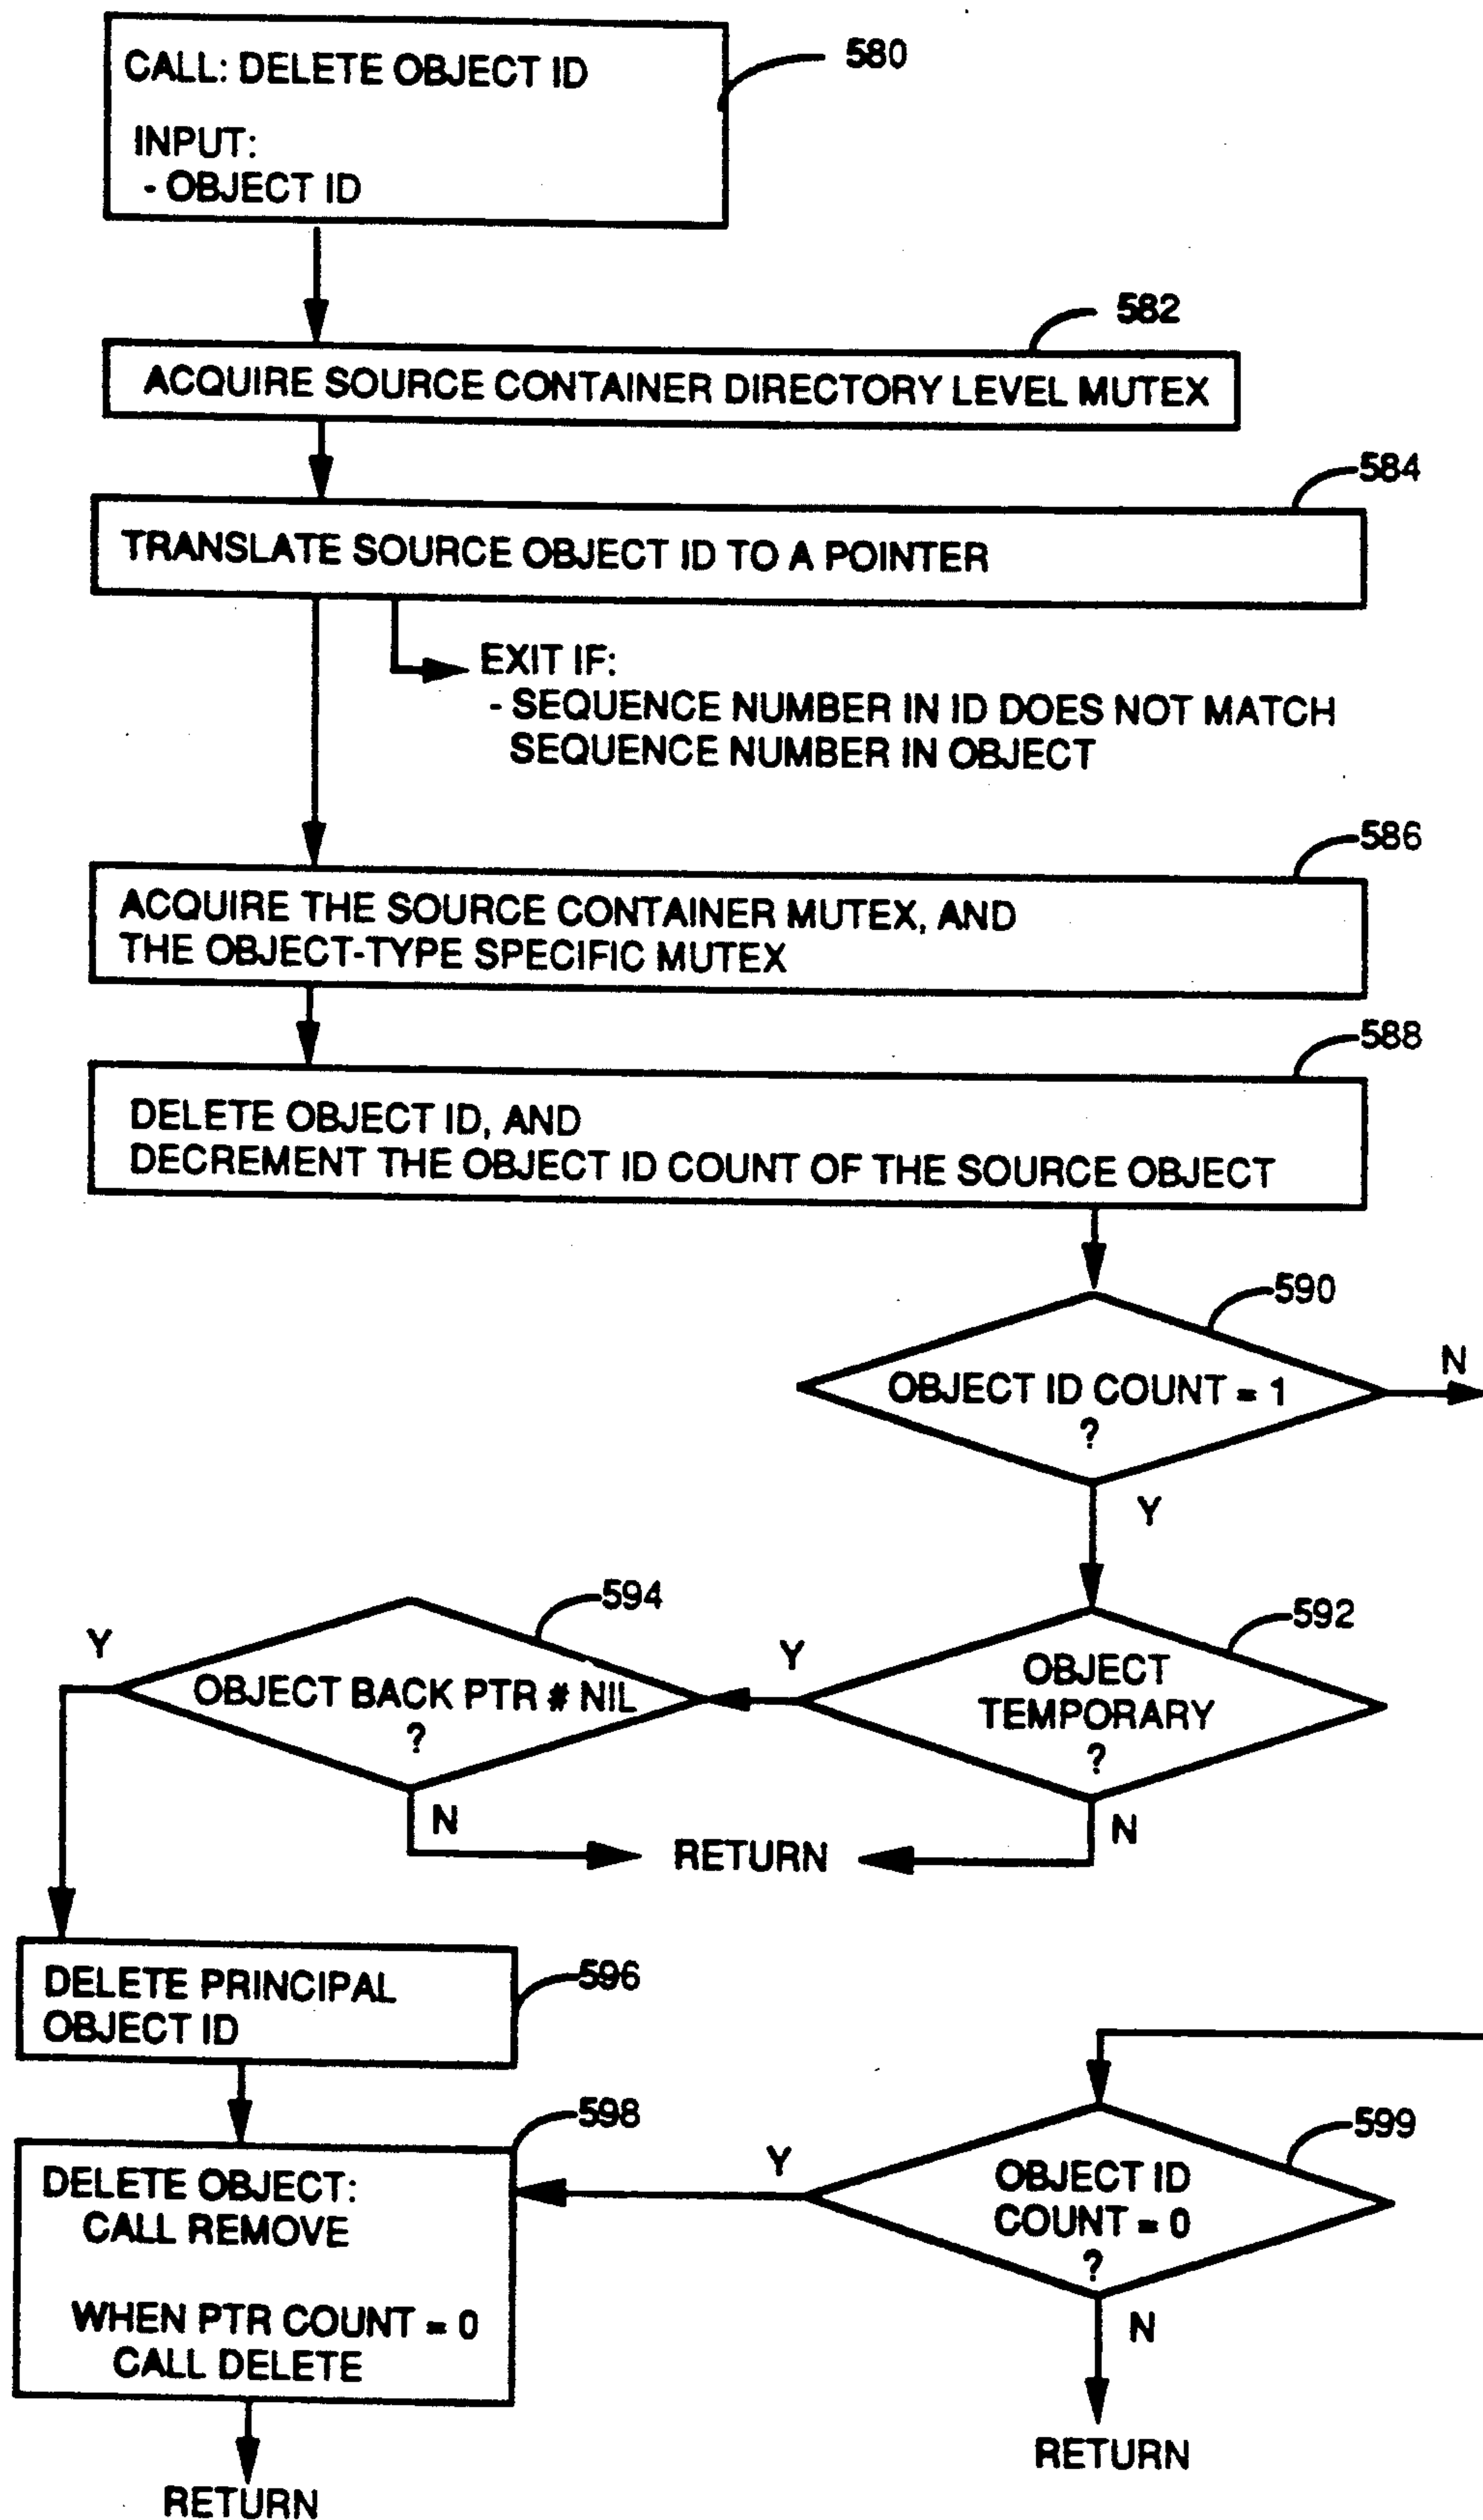 CALL: DELETE OBJECT ID
580
INPUT:
- OBJECT ID
582
ACQUIRE SOURCE CONTAINER DIRECTORY LEVEL MUTEX
584
TRANSLATE SOURCE OBJECT ID TO A POINTER
EXIT IF:
- SEQUENCE NUMBER IN ID DOES NOT MATCH
SEQUENCE NUMBER IN OBJECT
586
ACQUIRE THE SOURCE CONTAINER MUTEX, AND
THE OBJECT-TYPE SPECIFIC MUTEX
588
DELETE OBJECT ID, AND
DECREMENT THE OBJECT ID COUNT OF THE SOURCE OBJECT
590
OBJECT ID COUNT = 1
?
N
Y
592
OBJECT
TEMPORARY
?
Y
N
594
OBJECT BACK PTR # NIL
?
Y
N
RETURN
596
DELETE PRINCIPAL
OBJECT ID
598
DELETE OBJECT:
CALL REMOVE
WHEN PTR COUNT = 0
CALL DELETE
RETURN
599
OBJECT ID
COUNT = 0
?
Y
N
RETURN